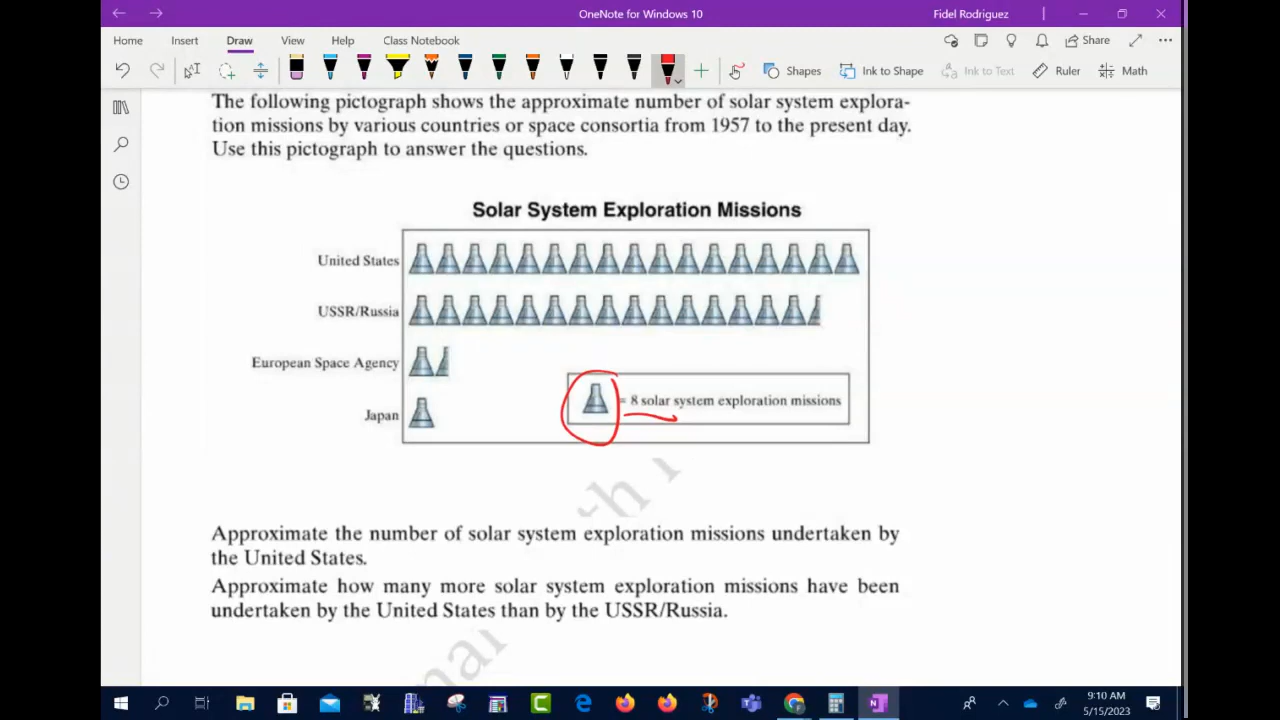 OneNote for Windows 10
Fidel Rodriguez
Home
Insert
Draw
View
Help
Class Notebook
Share
Shapes
Ink to Shape
Ink to Text
Ruler
Math
The following pictograph shows the approximate number of solar system explora-
tion missions by various countries or space consortia from 1957 to the present day.
Use this pictograph to answer the questions.
Solar System Exploration Missions
United States
USSR/Russia
European Space Agency
Japan
= 8 solar system exploration missions
Approximate the number of solar system exploration missions undertaken by
the United States.
Approximate how many more solar system exploration missions have been
undertaken by the United States than by the USSR/Russia.
9:10 AM
5/15/2023